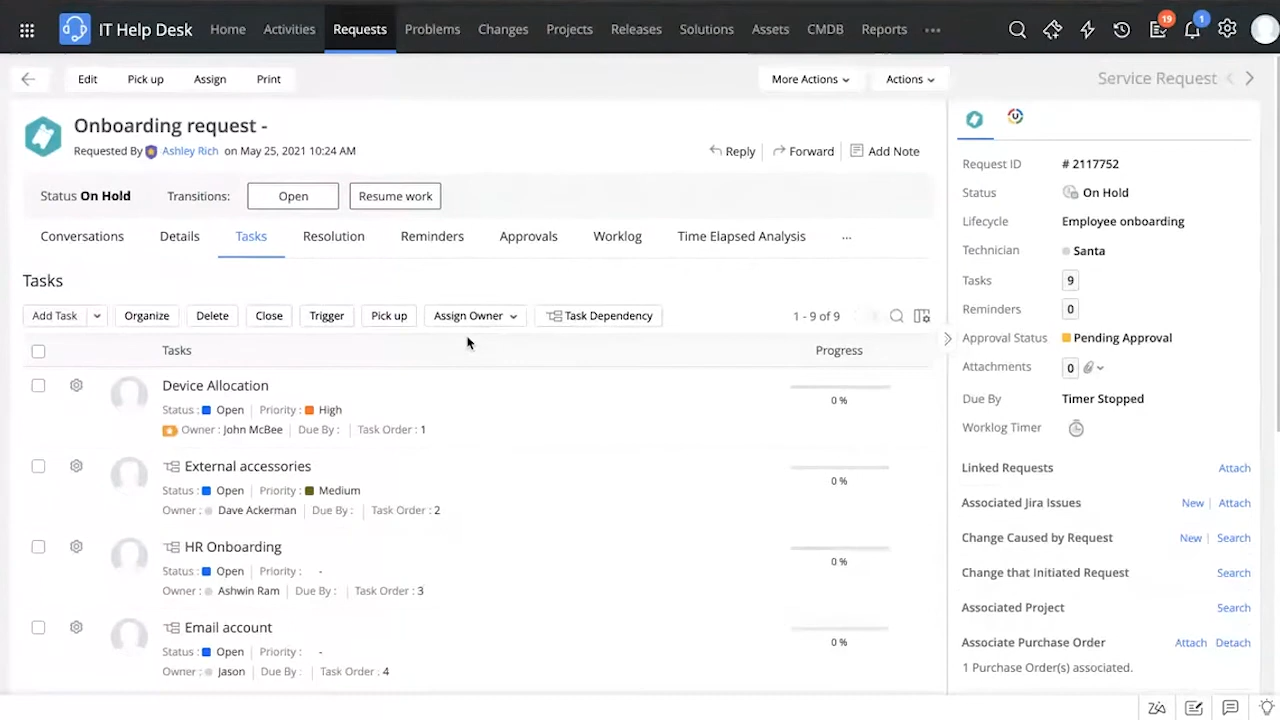 IT Help Desk Home Activities Requests Problems Changes Projects Releases Solutions Assets CMDB Reports ... 19 1
Edit Pick up Assign Print More Actions Actions Service Request
Onboarding request -
Requested By Ashley Rich on May 25, 2021 10:24 AM
Reply Forward Add Note
Status On Hold Transitions: Open Resume work
Conversations Details Tasks Resolution Reminders Approvals Worklog Time Elapsed Analysis ...
Tasks
Add Task Organize Delete Close Trigger Pick up Assign Owner Task Dependency 1 - 9 of 9
Tasks Progress
Device Allocation
Status : Open Priority : High 0 %
Owner : John McBee Due By : Task Order : 1
External accessories
Status : Open Priority : Medium 0 %
Owner : Dave Ackerman Due By : Task Order : 2
HR Onboarding
Status : Open Priority : - 0 %
Owner : Ashwin Ram Due By : Task Order : 3
Email account
Status : Open Priority : - 0 %
Owner : Jason Due By : Task Order : 4
Request ID # 2117752
Status On Hold
Lifecycle Employee onboarding
Technician Santa
Tasks 9
Reminders 0
Approval Status Pending Approval
Attachments 0
Due By Timer Stopped
Worklog Timer
Linked Requests Attach
Associated Jira Issues New | Attach
Change Caused by Request New | Search
Change that Initiated Request Search
Associated Project Search
Associate Purchase Order Attach Detach
1 Purchase Order(s) associated.